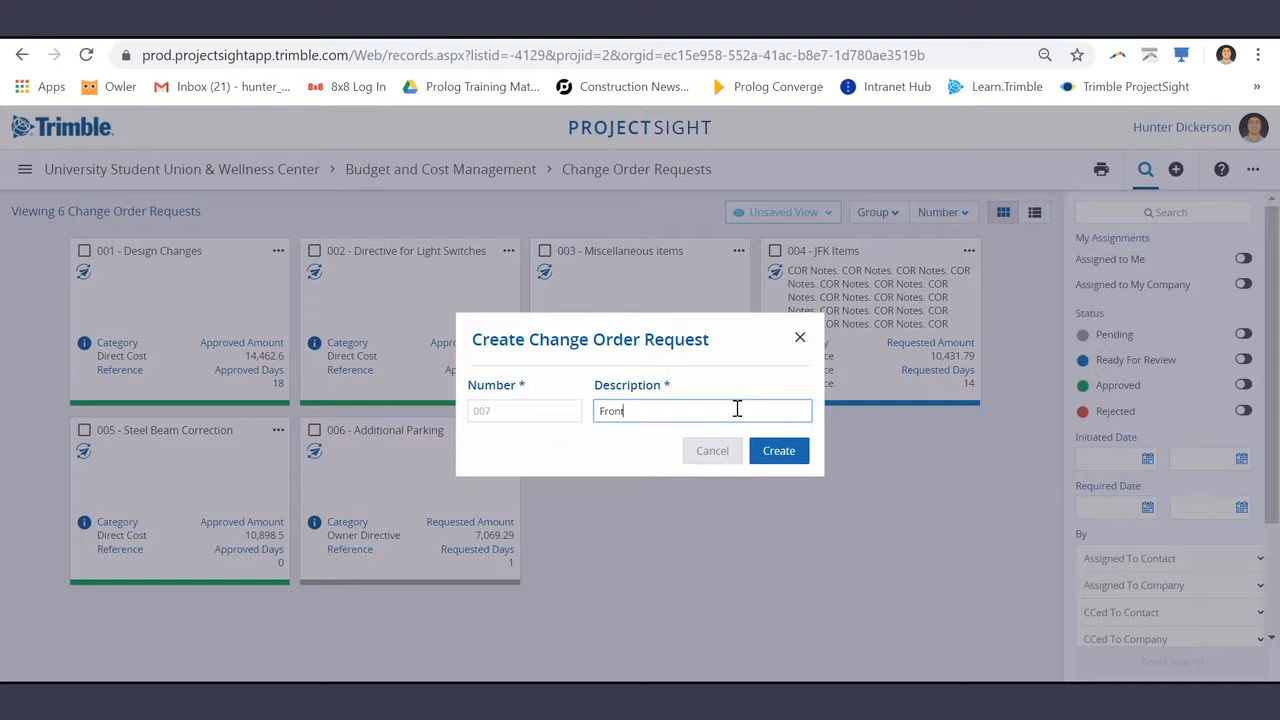 prod.projectsightapp.trimble.com/Web/records.aspx?listid=-4129&projid=2&orgid=ec15e958-552a-41ac-b8e7-1d780ae3519b
Apps Owler Inbox (21) - hunter_... 8x8 8x8 Log In Prolog Training Mat... Construction News... Prolog Converge Intranet Hub Learn.Trimble Trimble ProjectSight »
Trimble. PROJECTSIGHT Hunter Dickerson
University Student Union & Wellness Center > Budget and Cost Management > Change Order Requests
Viewing 6 Change Order Requests Unsaved View Group Number
001 - Design Changes
Category Approved Amount
Direct Cost 14,462.6
Reference Approved Days
18
002 - Directive for Light Switches
Category
Direct Cost
Reference
003 - Miscellaneous items
004 - JFK Items
COR Notes. COR Notes. COR
Notes. COR Notes. COR
Notes. COR Notes. COR
Notes. COR Notes. COR
Notes. COR Notes. COR
Requested Amount
10,431.79
Requested Days
14
005 - Steel Beam Correction
Category Approved Amount
Direct Cost 10,898.5
Reference Approved Days
0
006 - Additional Parking
Category Requested Amount
Owner Directive 7,069.29
Reference Requested Days
1
Create Change Order Request
Number * Description *
007 Front
Cancel Create
Search
My Assignments
Assigned to Me
Assigned to My Company
Status
Pending
Ready For Review
Approved
Rejected
Initiated Date
Required Date
By
Assigned To Contact
Assigned To Company
CCed To Contact
CCed To Company